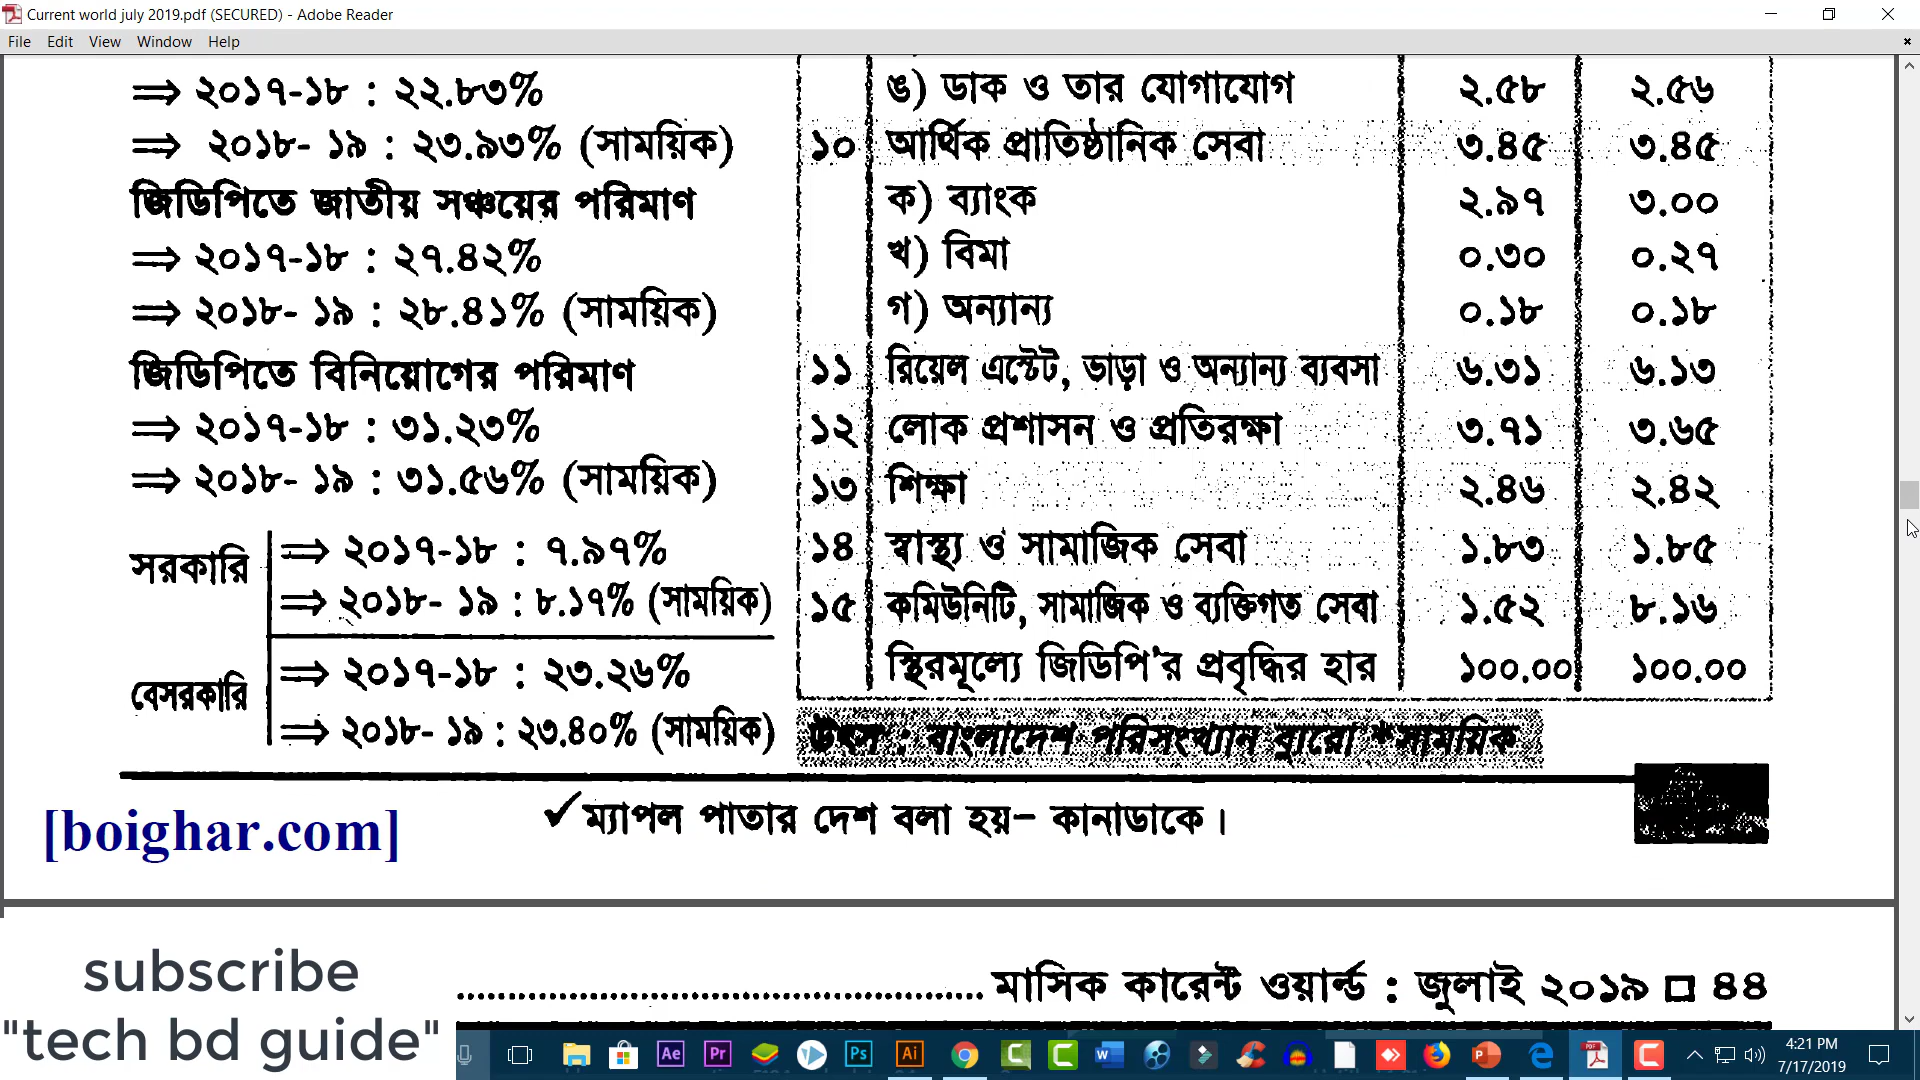 Current world july 2019.pdf (SECURED) - Adobe Reader
File Edit View Window Help
⇒ ২০১৭-১৮ : ২২.৮৩%
⇒ ২০১৮- ১৯ : ২৩.৯৩% (সাময়িক)
জিডিপিতে জাতীয় সঞ্চয়ের পরিমাণ
⇒ ২০১৭-১৮ : ২৭.৪২%
⇒ ২০১৮- ১৯ : ২৮.৪১% (সাময়িক)
জিডিপিতে বিনিয়োগের পরিমাণ
⇒ ২০১৭-১৮ : ৩১.২৩%
⇒ ২০১৮- ১৯ : ৩১.৫৬% (সাময়িক)
সরকারি
⇒ ২০১৭-১৮ : ৭.৯৭%
⇒ ২০১৮- ১৯ : ৮.১৭% (সাময়িক)
বেসরকারি
⇒ ২০১৭-১৮ : ২৩.২৬%
⇒ ২০১৮- ১৯ : ২৩.৪০% (সাময়িক)
ঙ) ডাক ও তার যোগাযোগ ২.৫৮ ২.৫৬
১০ আর্থিক প্রাতিষ্ঠানিক সেবা ৩.৪৫ ৩.৪৫
ক) ব্যাংক ২.৯৭ ৩.০০
খ) বিমা ০.৩০ ০.২৭
গ) অন্যান্য ০.১৮ ০.১৮
১১ রিয়েল এস্টেট, ভাড়া ও অন্যান্য ব্যবসা ৬.৩১ ৬.১৩
১২ লোক প্রশাসন ও প্রতিরক্ষা ৩.৭১ ৩.৬৫
১৩ শিক্ষা ২.৪৬ ২.৪২
১৪ স্বাস্থ্য ও সামাজিক সেবা ১.৮৩ ১.৮৫
১৫ কমিউনিটি, সামাজিক ও ব্যক্তিগত সেবা ১.৫২ ৮.১৬
স্থিরমূল্যে জিডিপি'র প্রবৃদ্ধির হার ১০০.০০ ১০০.০০
উৎস : বাংলাদেশ পরিসংখ্যান ব্যুরো *সাময়িক
[boighar.com]
✓ম্যাপল পাতার দেশ বলা হয়– কানাডাকে।
মাসিক কারেন্ট ওয়ার্ল্ড : জুলাই ২০১৯ □ ৪৪
subscribe
"tech bd guide"
4:21 PM
7/17/2019